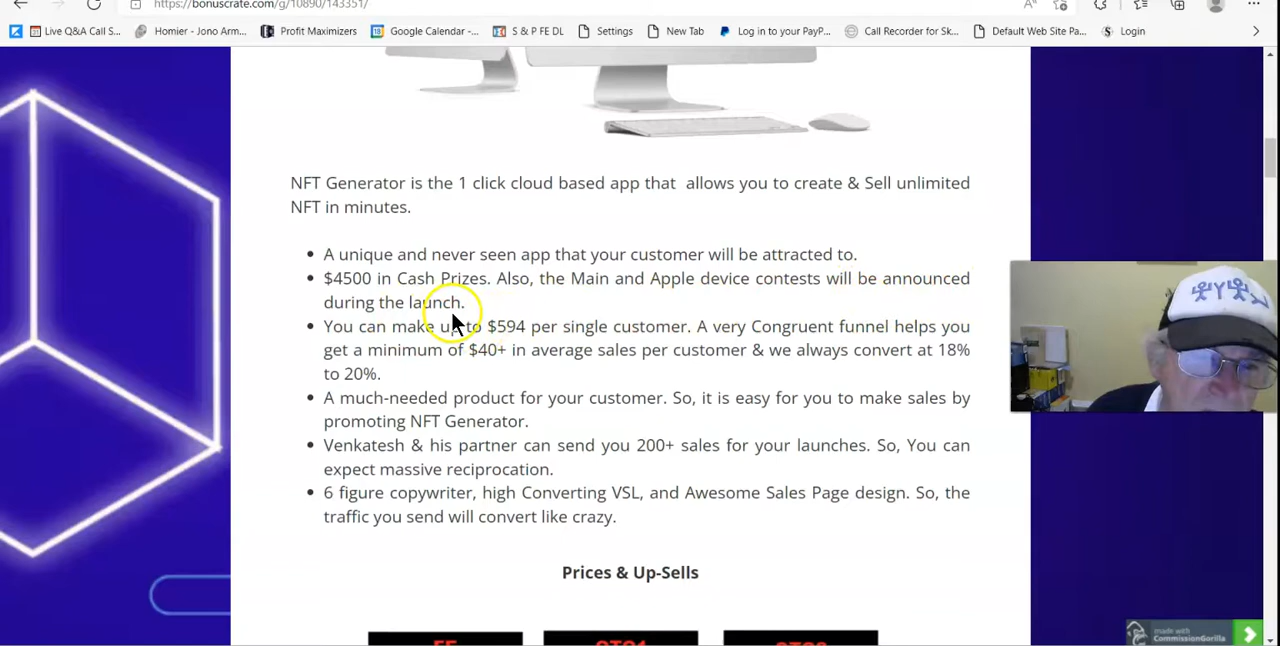 https://bonuscrate.com/g/10890/143351/
Live Q&A Call S...
Homier - Jono Arm...
Profit Maximizers
Google Calendar -...
S & P FE DL
Settings
New Tab
Log in to your PayP...
Call Recorder for Sk...
Default Web Site Pa...
Login
NFT Generator is the 1 click cloud based app that allows you to create & Sell unlimited
NFT in minutes.
• A unique and never seen app that your customer will be attracted to.
• $4500 in Cash Prizes. Also, the Main and Apple device contests will be announced
during the launch.
• You can make up to $594 per single customer. A very Congruent funnel helps you
get a minimum of $40+ in average sales per customer & we always convert at 18%
to 20%.
• A much-needed product for your customer. So, it is easy for you to make sales by
promoting NFT Generator.
• Venkatesh & his partner can send you 200+ sales for your launches. So, You can
expect massive reciprocation.
• 6 figure copywriter, high Converting VSL, and Awesome Sales Page design. So, the
traffic you send will convert like crazy.
Prices & Up-Sells
made with
CommissionGorilla